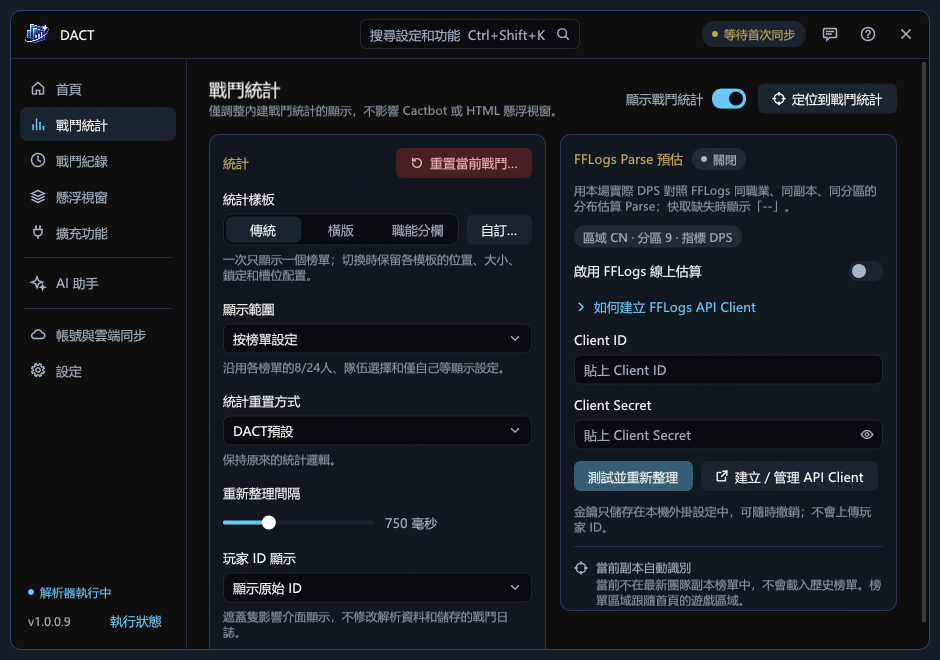 DACT
搜尋設定和功能 Ctrl+Shift+K
等待首次同步
首頁
戰鬥統計
戰鬥紀錄
懸浮視窗
擴充功能
AI 助手
帳號與雲端同步
設定
解析器執行中
v1.0.0.9
執行狀態
戰鬥統計
僅調整內建戰鬥統計的顯示，不影響 Cactbot 或 HTML 懸浮視窗。
顯示戰鬥統計
定位到戰鬥統計
統計
重置當前戰鬥...
統計樣板
傳統
橫版
職能分欄
自訂...
一次只顯示一個榜單；切換時保留各模板的位置、大小、
鎖定和槽位配置。
顯示範圍
按榜單設定
沿用各榜單的8/24人、隊伍選擇和僅自己等顯示設定。
統計重置方式
DACT預設
保持原來的統計邏輯。
重新整理間隔
750 毫秒
玩家 ID 顯示
顯示原始 ID
遮蓋隻影響介面顯示，不修改解析資料和儲存的戰鬥日
誌。
FFLogs Parse 預估
關閉
用本場實際 DPS 對照 FFLogs 同職業、同副本、同分區的
分布估算 Parse；快取缺失時顯示「--」。
區域 CN · 分區 9 · 指標 DPS
啟用 FFLogs 線上估算
如何建立 FFLogs API Client
Client ID
貼上 Client ID
Client Secret
貼上 Client Secret
測試並重新整理
建立 / 管理 API Client
金鑰只儲存在本機外掛設定中，可隨時撤銷；不會上傳玩
家 ID。
當前副本自動識別
當前不在最新團隊副本榜單中，不會載入歷史榜單。榜
單區域跟隨首頁的遊戲區域。